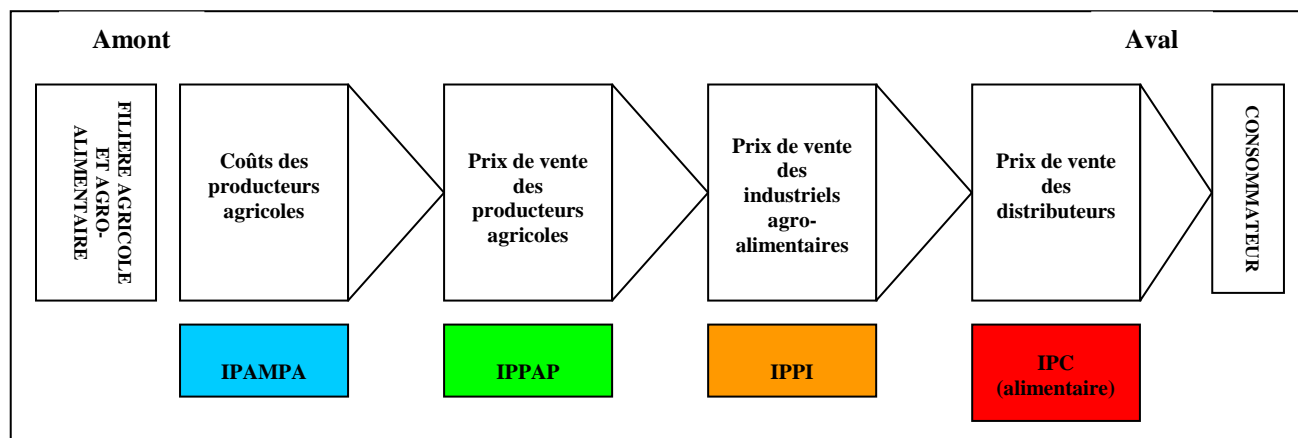 Amont
Aval
FILIERE AGRICOLE
ET AGRO-
ALIMENTAIRE
Coûts des
producteurs
agricoles
Prix de vente
des
producteurs
agricoles
Prix de vente
des
industriels
agro-
alimentaires
Prix de vente
des
distributeurs
CONSOMMATEUR
IPAMPA
IPPAP
IPPI
IPC
(alimentaire)